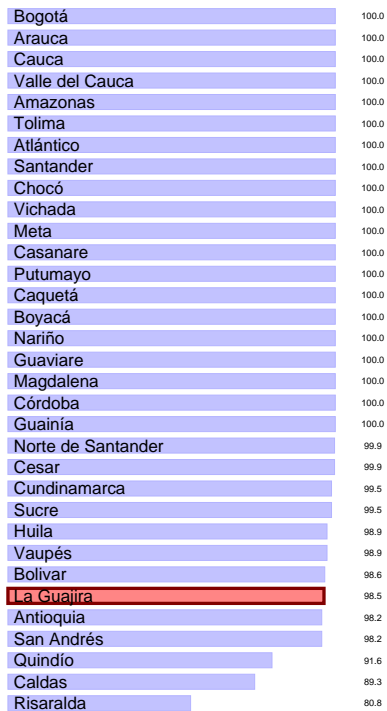 Bogotá 100.0
Arauca 100.0
Cauca 100.0
Valle del Cauca 100.0
Amazonas 100.0
Tolima 100.0
Atlántico 100.0
Santander 100.0
Chocó 100.0
Vichada 100.0
Meta 100.0
Casanare 100.0
Putumayo 100.0
Caquetá 100.0
Boyacá 100.0
Nariño 100.0
Guaviare 100.0
Magdalena 100.0
Córdoba 100.0
Guainía 100.0
Norte de Santander 99.9
Cesar 99.9
Cundinamarca 99.5
Sucre 99.5
Huila 98.9
Vaupés 98.9
Bolivar 98.6
La Guajira 98.5
Antioquia 98.2
San Andrés 98.2
Quindío 91.6
Caldas 89.3
Risaralda 80.8